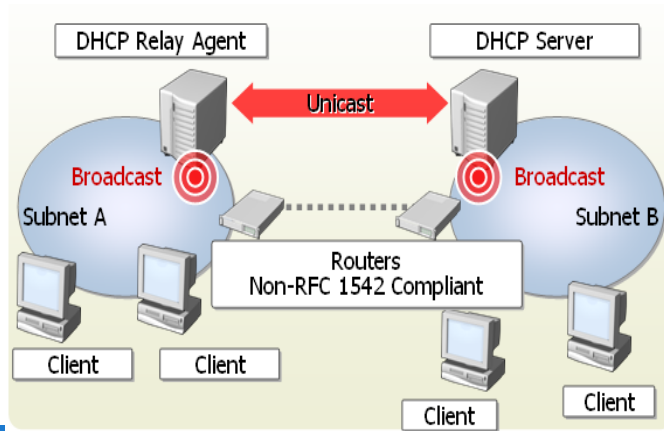 DHCP Relay Agent
DHCP Server
Unicast
Broadcast
Broadcast
Subnet A
Subnet B
Routers
Non-RFC 1542 Compliant
Client
Client
Client
Client